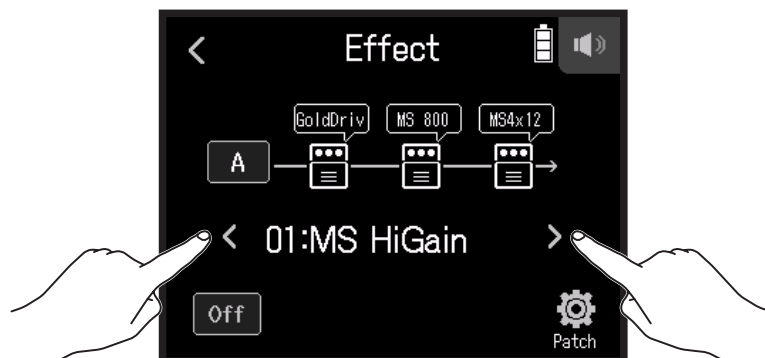 Effect
GoldDriv MS 800 MS4x12
A
01:MS HiGain
Off
Patch